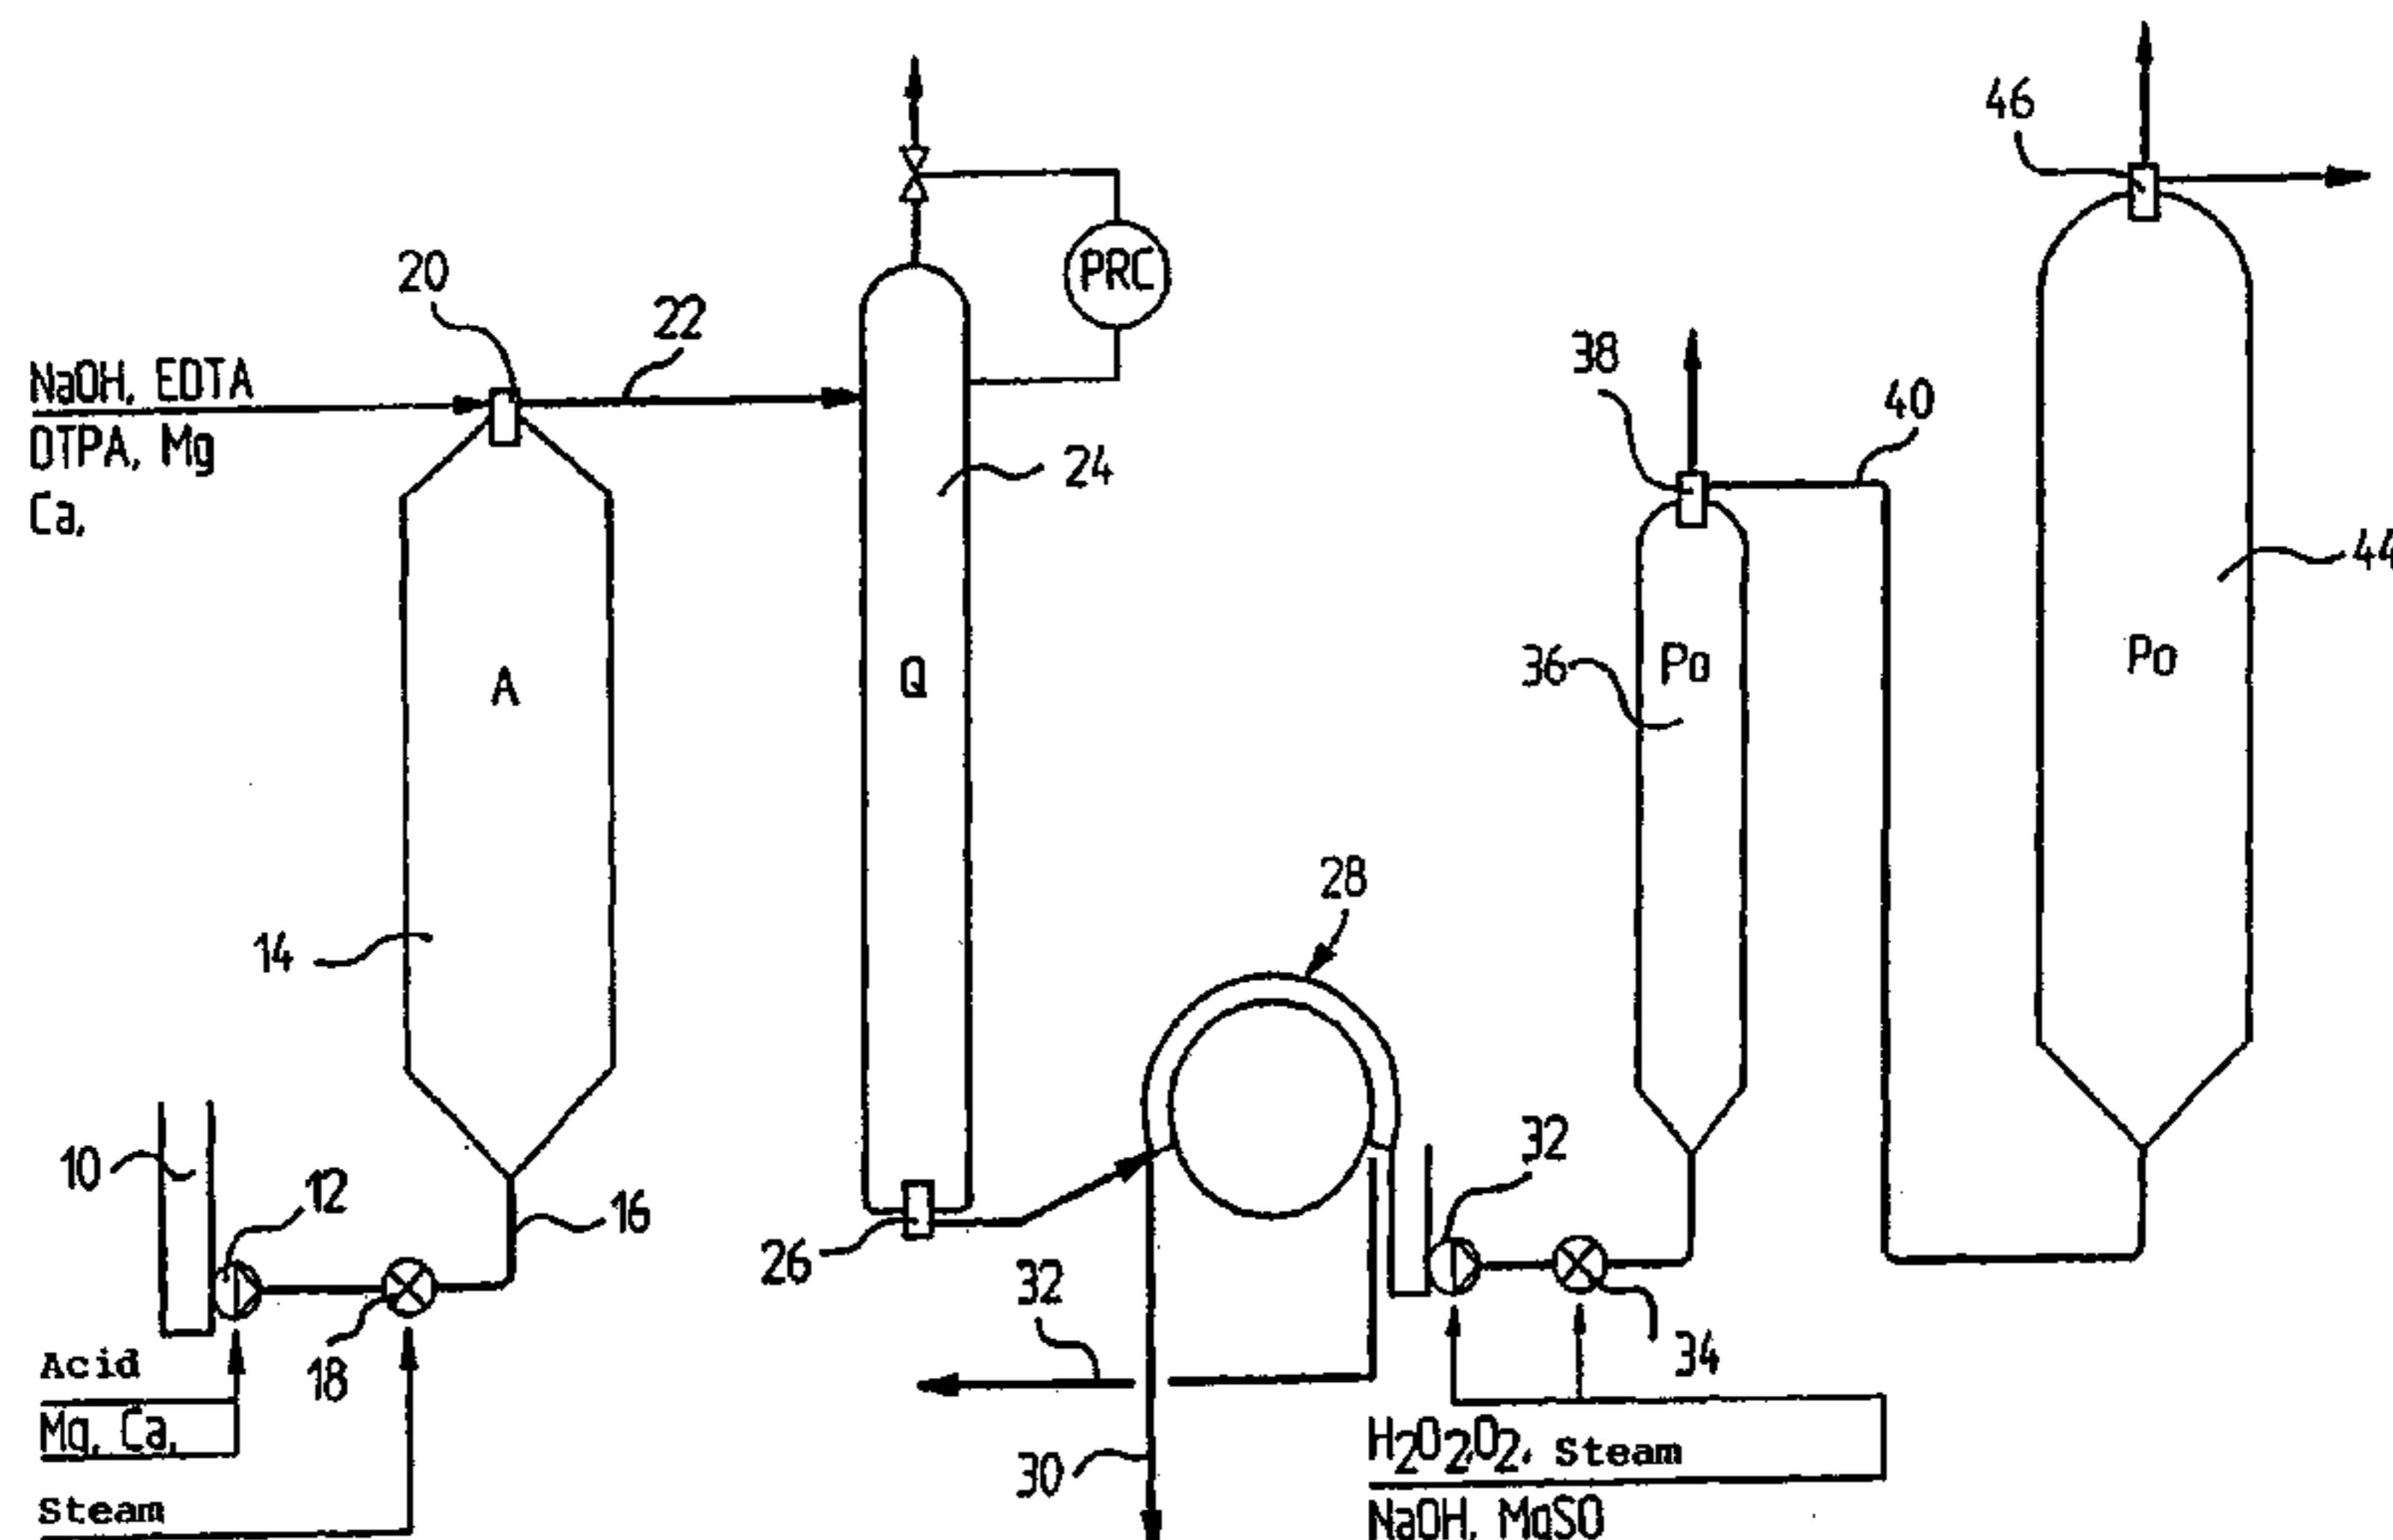 46
20
22
PRC
38
40
NaOH, EDTA
DTPA, Mg
Ca,
24
44
A
Q
36
Po
Po
14
28
10
12
16
26
32
32
18
34
Acid
Mg, Ca,
Steam
30
H2O2O2, Steam
NaOH, MgSO